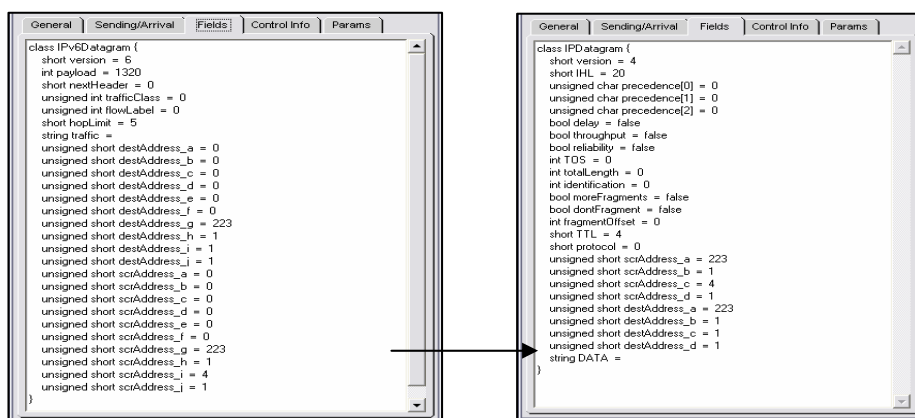 General Sending/Arrival Fields Control Info Params
class IPv6Datagram {
short version = 6
int payload = 1320
short nextHeader = 0
unsigned int trafficClass = 0
unsigned int flowLabel = 0
short hopLimit = 5
string traffic =
unsigned short destAddress_a = 0
unsigned short destAddress_b = 0
unsigned short destAddress_c = 0
unsigned short destAddress_d = 0
unsigned short destAddress_e = 0
unsigned short destAddress_f = 0
unsigned short destAddress_g = 223
unsigned short destAddress_h = 1
unsigned short destAddress_i = 1
unsigned short destAddress_j = 1
unsigned short scrAddress_a = 0
unsigned short scrAddress_b = 0
unsigned short scrAddress_c = 0
unsigned short scrAddress_d = 0
unsigned short scrAddress_e = 0
unsigned short scrAddress_f = 0
unsigned short scrAddress_g = 223
unsigned short scrAddress_h = 1
unsigned short scrAddress_i = 4
unsigned short scrAddress_j = 1
}
General Sending/Arrival Fields Control Info Params
class IPDatagram {
short version = 4
short IHL = 20
unsigned char precedence[0] = 0
unsigned char precedence[1] = 0
unsigned char precedence[2] = 0
bool delay = false
bool throughput = false
bool reliability = false
int TOS = 0
int totalLength = 0
int identification = 0
bool moreFragments = false
bool dontFragment = false
int fragmentOffset = 0
short TTL = 4
short protocol = 0
unsigned short scrAddress_a = 223
unsigned short scrAddress_b = 1
unsigned short scrAddress_c = 4
unsigned short scrAddress_d = 1
unsigned short destAddress_a = 223
unsigned short destAddress_b = 1
unsigned short destAddress_c = 1
unsigned short destAddress_d = 1
string DATA =
}